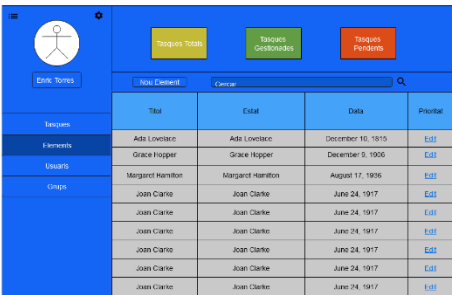 Tasques Totals
Tasques Gestionades
Tasques Pendents
Enric Torres
Nou Element
Cercar
Tasques
Elements
Usuaris
Grups
Titol Estat Data Prioritat
Ada Lovelace Ada Lovelace December 10, 1815 Edit
Grace Hopper Grace Hopper December 9, 1906 Edit
Margaret Hamilton Margaret Hamilton August 17, 1936 Edit
Joan Clarke Joan Clarke June 24, 1917 Edit
Joan Clarke Joan Clarke June 24, 1917 Edit
Joan Clarke Joan Clarke June 24, 1917 Edit
Joan Clarke Joan Clarke June 24, 1917 Edit
Joan Clarke Joan Clarke June 24, 1917 Edit
Joan Clarke Joan Clarke June 24, 1917 Edit